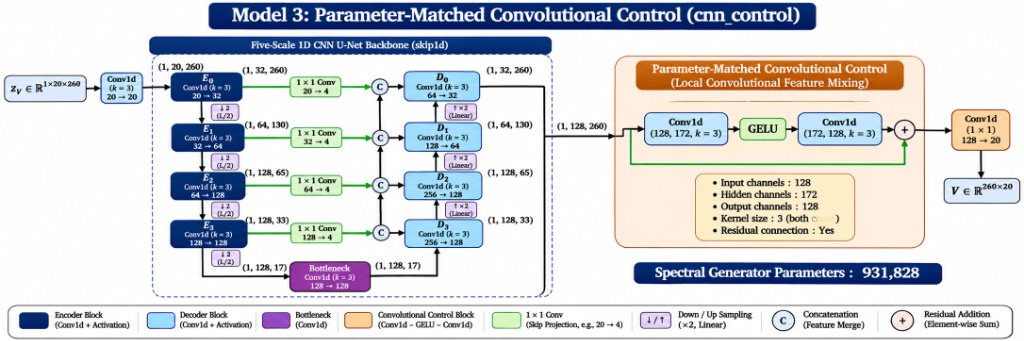 Model 3: Parameter-Matched Convolutional Control (cnn_control)
Five-Scale 1D CNN U-Net Backbone (skip1d)
z_V ∈ ℝ^{1×20×260}
Conv1d
(k = 3)
20 → 20
(1, 20, 260)
E_0
Conv1d (k = 3)
20 → 32
(1, 32, 260)
1 × 1 Conv
20 → 4
C
D_0
Conv1d (k = 3)
64 → 32
(1, 32, 260)
↓ 2
(L/2)
↑ ×2
(Linear)
E_1
Conv1d (k = 3)
32 → 64
(1, 64, 130)
1 × 1 Conv
32 → 4
C
D_1
Conv1d (k = 3)
128 → 64
(1, 64, 130)
↓ 2
(L/2)
↑ ×2
(Linear)
E_2
Conv1d (k = 3)
64 → 128
(1, 128, 65)
1 × 1 Conv
64 → 4
C
D_2
Conv1d (k = 3)
256 → 128
(1, 128, 65)
↓ 2
(L/2)
↑ ×2
(Linear)
E_3
Conv1d (k = 3)
128 → 128
(1, 128, 33)
1 × 1 Conv
128 → 4
C
D_3
Conv1d (k = 3)
256 → 128
(1, 128, 33)
↓ 2
(L/2)
(1, 128, 17)
Bottleneck
Conv1d (k = 3)
128 → 128
(1, 128, 17)
(1, 128, 260)
Parameter-Matched Convolutional Control
(Local Convolutional Feature Mixing)
Conv1d
(128, 172, k = 3)
GELU
Conv1d
(172, 128, k = 3)
+
• Input channels : 128
• Hidden channels : 172
• Output channels : 128
• Kernel size : 3 (both
• Residual connection : Yes
Conv1d
(1 × 1)
128 → 20
V ∈ ℝ^{260×20}
Spectral Generator Parameters : 931,828
Encoder Block
(Conv1d + Activation)
Decoder Block
(Conv1d + Activation)
Bottleneck
(Conv1d)
Convolutional Control Block
(Conv1d – GELU – Conv1d)
1 × 1 Conv
(Skip Projection, e.g., 20 → 4)
↓ / ↑
Down / Up Sampling
(×2, Linear)
C
Concatenation
(Feature Merge)
+
Residual Addition
(Element-wise Sum)